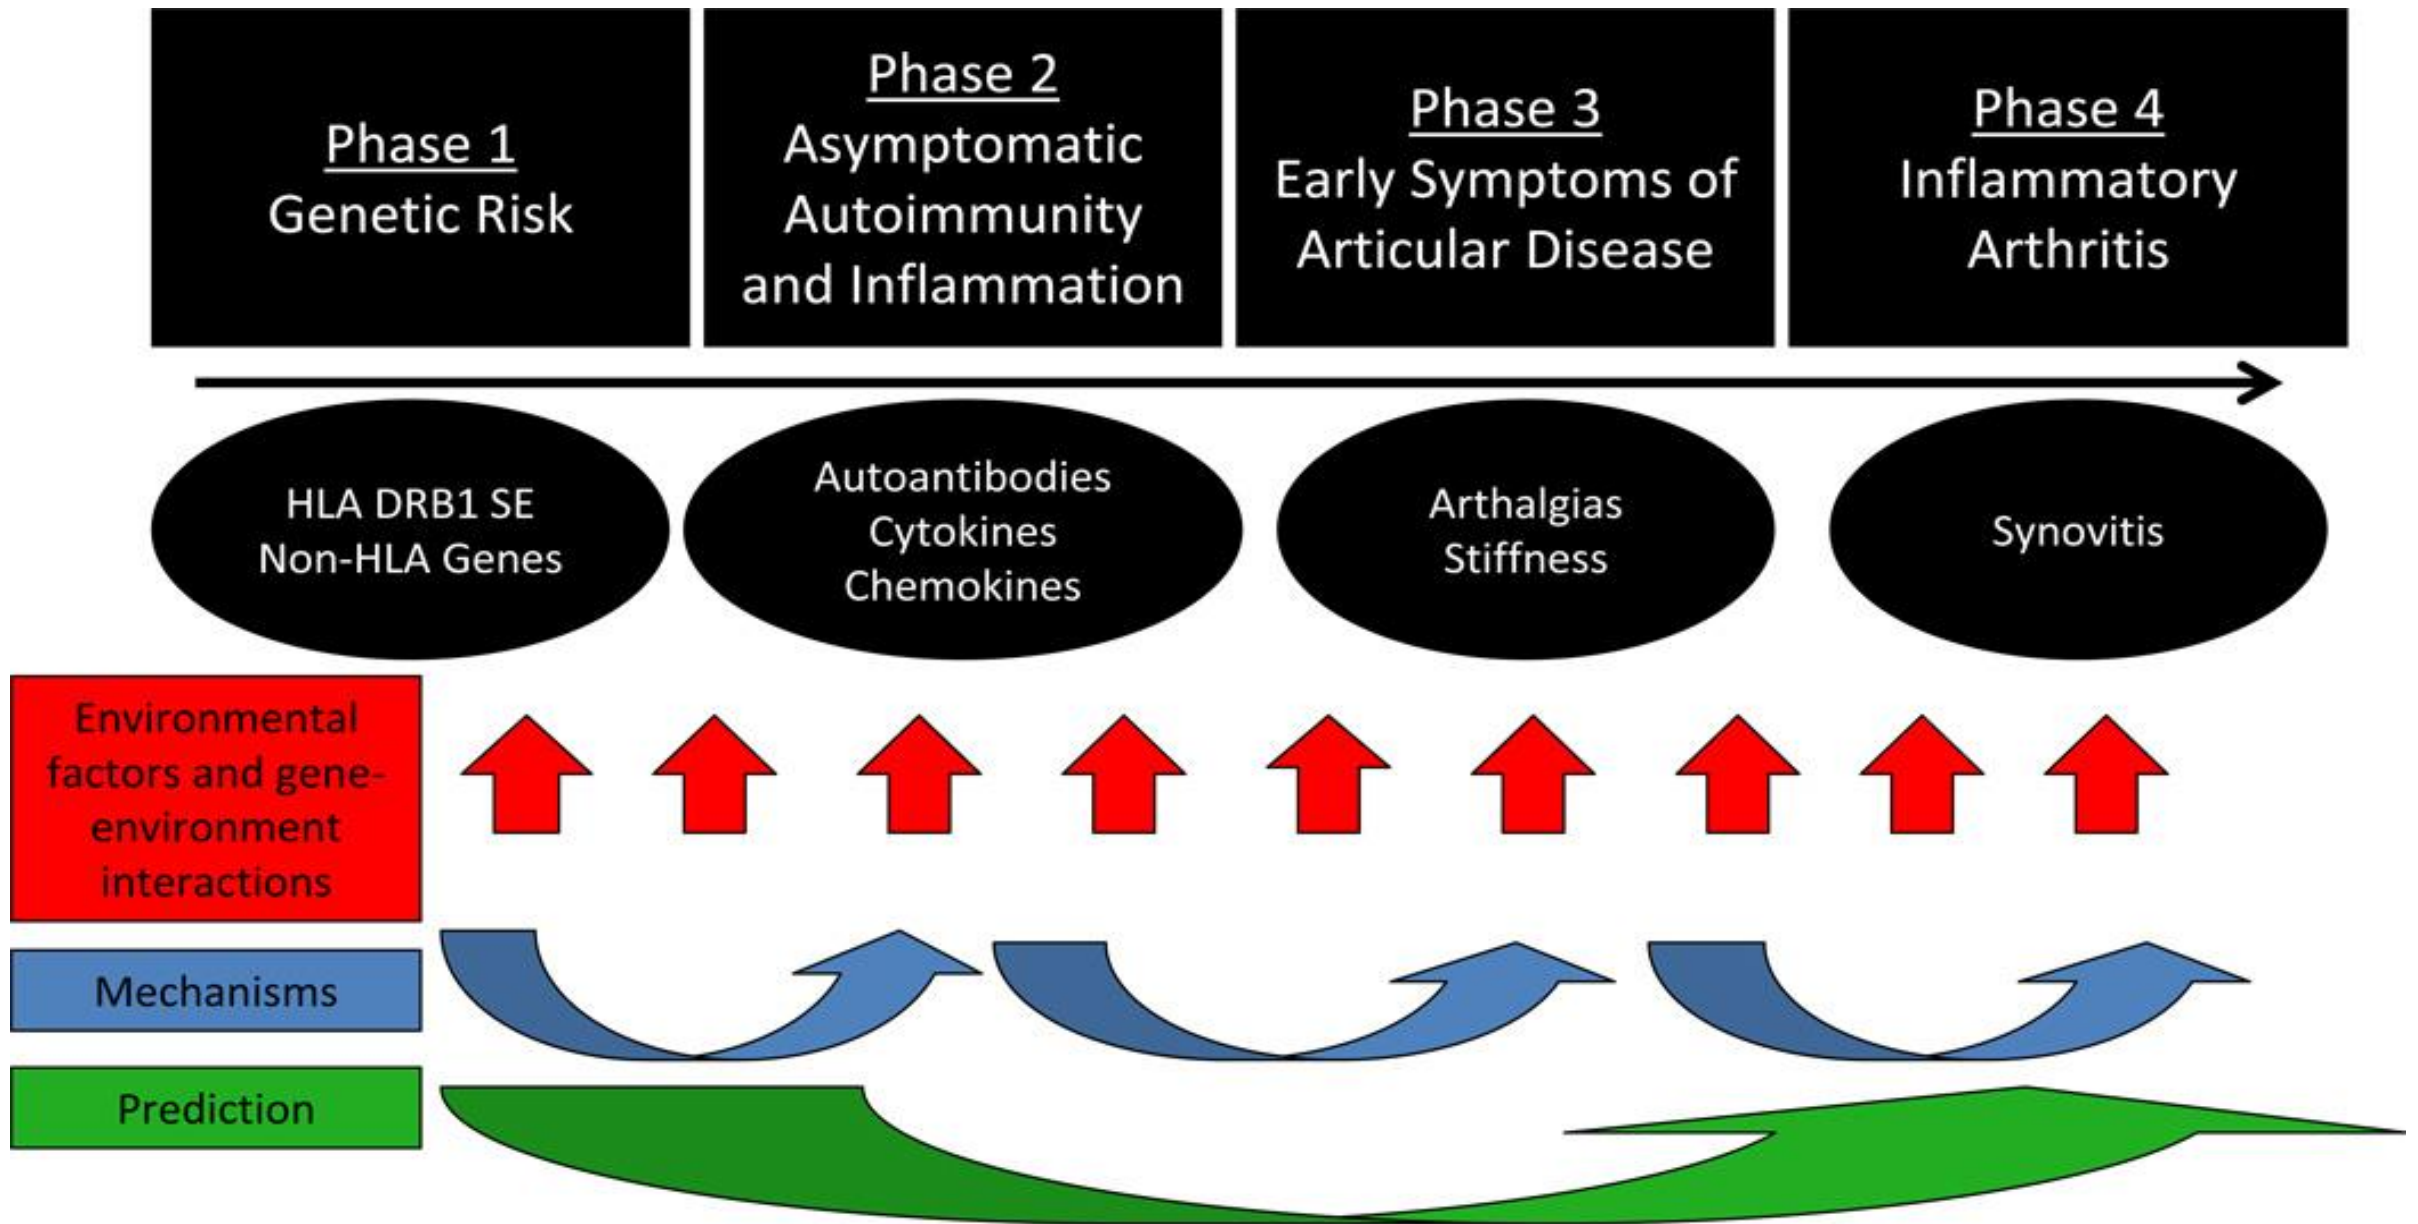 Phase 1
Genetic Risk
Phase 2
Asymptomatic
Autoimmunity
and Inflammation
Phase 3
Early Symptoms of
Articular Disease
Phase 4
Inflammatory
Arthritis
HLA DRB1 SE
Non-HLA Genes
Autoantibodies
Cytokines
Chemokines
Arthalgias
Stiffness
Synovitis
Environmental
factors and gene-
environment
interactions
Mechanisms
Prediction